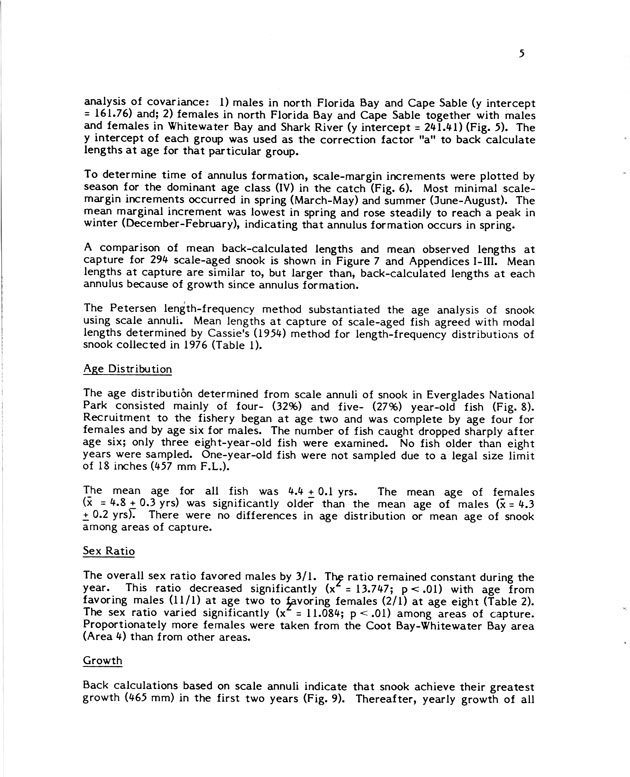 5
analysis of covariance: 1) males in north Florida Bay and Cape Sable (y intercept
= 161.76) and; 2) females in north Florida Bay and Cape Sable together with males
and females in Whitewater Bay and Shark River (y intercept = 241.41) (Fig. 5). The
y intercept of each group was used as the correction factor "a" to back calculate
lengths at age for that particular group.
To determine time of annulus formation, scale-margin increments were plotted by
season for the dominant age class (IV) in the catch (Fig. 6). Most minimal scale-
margin increments occurred in spring (March-May) and summer (June-August). The
mean marginal increment was lowest in spring and rose steadily to reach a peak in
winter (December-February), indicating that annulus formation occurs in spring.
A comparison of mean back-calculated lengths and mean observed lengths at
capture for 294 scale-aged snook is shown in Figure 7 and Appendices I-III. Mean
lengths at capture are similar to, but larger than, back-calculated lengths at each
annulus because of growth since annulus formation.
The Petersen length-frequency method substantiated the age analysis of snook
using scale annuli. Mean lengths at capture of scale-aged fish agreed with modal
lengths determined by Cassie's (1954) method for length-frequency distributions of
snook collected in 1976 (Table 1).
Age Distribution
The age distribution determined from scale annuli of snook in Everglades National
Park consisted mainly of four- (32%) and five- (27%) year-old fish (Fig. 8).
Recruitment to the fishery began at age two and was complete by age four for
females and by age six for males. The number of fish caught dropped sharply after
age six; only three eight-year-old fish were examined. No fish older than eight
years were sampled. One-year-old fish were not sampled due to a legal size limit
of 18 inches (457 mm F.L.).
The mean age for all fish was 4.4 ± 0.1 yrs. The mean age of females
(x̄ = 4.8 ± 0.3 yrs) was significantly older than the mean age of males (x̄ = 4.3
± 0.2 yrs). There were no differences in age distribution or mean age of snook
among areas of capture.
Sex Ratio
The overall sex ratio favored males by 3/1. The ratio remained constant during the
year. This ratio decreased significantly (x² = 13.747; p < .01) with age from
favoring males (11/1) at age two to favoring females (2/1) at age eight (Table 2).
The sex ratio varied significantly (x² = 11.084; p < .01) among areas of capture.
Proportionately more females were taken from the Coot Bay-Whitewater Bay area
(Area 4) than from other areas.
Growth
Back calculations based on scale annuli indicate that snook achieve their greatest
growth (465 mm) in the first two years (Fig. 9). Thereafter, yearly growth of all